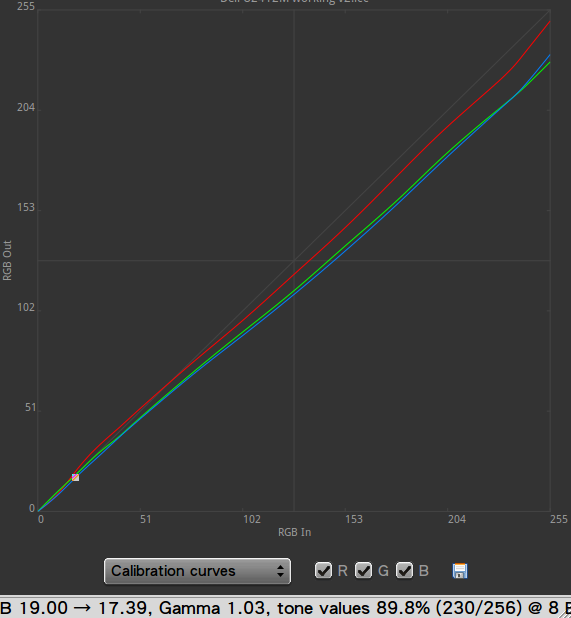 255
204
153
102
51
0
RGB Out
0 51 102 153 204 255
RGB In
Calibration curves R G B
B 19.00 → 17.39, Gamma 1.03, tone values 89.8% (230/256) @ 8